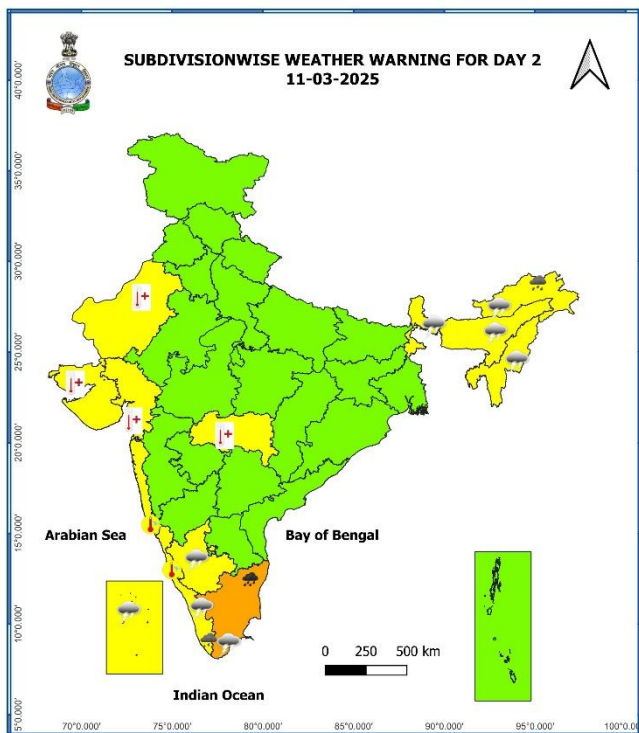 SUBDIVISIONWISE WEATHER WARNING FOR DAY 2
11-03-2025
40°0.000'
35°0.000'
30°0.000'
25°0.000'
20°0.000'
15°0.000'
10°0.000'
5°0.000'
Arabian Sea
Bay of Bengal
0 250 500 km
Indian Ocean
70°0.000' 75°0.000' 80°0.000' 85°0.000' 90°0.000' 95°0.000' 100°0.000'